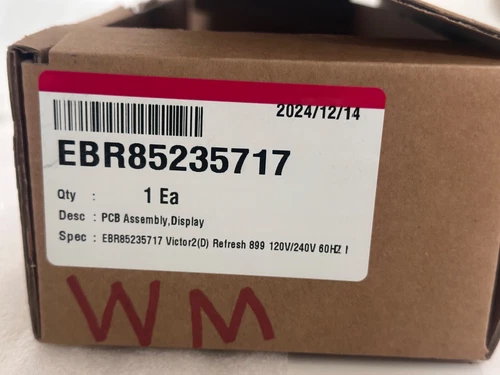 2024/12/14
EBR85235717
Qty : 1 Ea
Desc : PCB Assembly,Display
Spec : EBR85235717 Victor2(D) Refresh 899 120V/240V 60HZ
WM